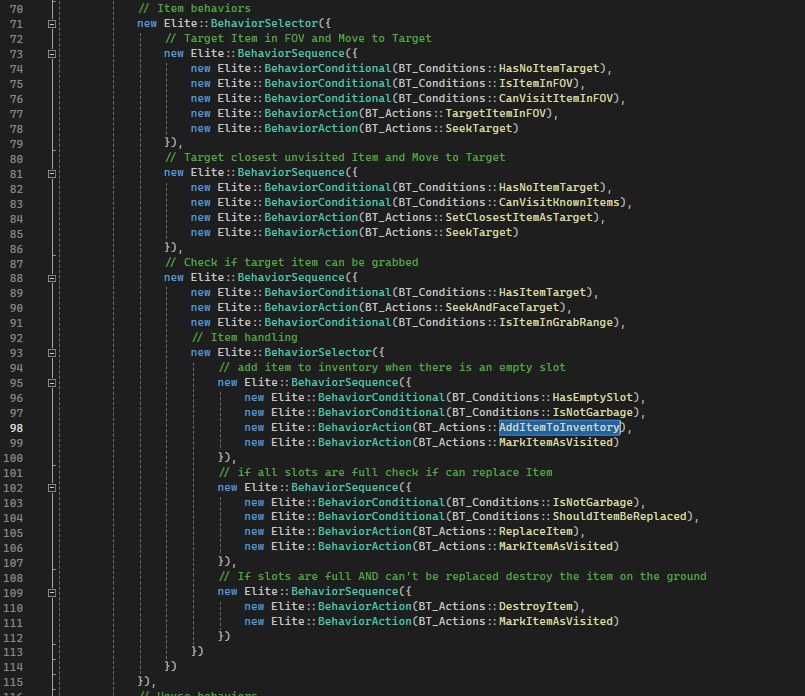 70 // Item behaviors
71 new Elite::BehaviorSelector({
72 // Target Item in FOV and Move to Target
73 new Elite::BehaviorSequence({
74 new Elite::BehaviorConditional(BT_Conditions::HasNoItemTarget),
75 new Elite::BehaviorConditional(BT_Conditions::IsItemInFOV),
76 new Elite::BehaviorConditional(BT_Conditions::CanVisitItemInFOV),
77 new Elite::BehaviorAction(BT_Actions::TargetItemInFOV),
78 new Elite::BehaviorAction(BT_Actions::SeekTarget)
79 }),
80 // Target closest unvisited Item and Move to Target
81 new Elite::BehaviorSequence({
82 new Elite::BehaviorConditional(BT_Conditions::HasNoItemTarget),
83 new Elite::BehaviorConditional(BT_Conditions::CanVisitKnownItems),
84 new Elite::BehaviorAction(BT_Actions::SetClosestItemAsTarget),
85 new Elite::BehaviorAction(BT_Actions::SeekTarget)
86 }),
87 // Check if target item can be grabbed
88 new Elite::BehaviorSequence({
89 new Elite::BehaviorConditional(BT_Conditions::HasItemTarget),
90 new Elite::BehaviorAction(BT_Actions::SeekAndFaceTarget),
91 new Elite::BehaviorConditional(BT_Conditions::IsItemInGrabRange),
92 // Item handling
93 new Elite::BehaviorSelector({
94 // add item to inventory when there is an empty slot
95 new Elite::BehaviorSequence({
96 new Elite::BehaviorConditional(BT_Conditions::HasEmptySlot),
97 new Elite::BehaviorConditional(BT_Conditions::IsNotGarbage),
98 new Elite::BehaviorAction(BT_Actions::AddItemToInventory),
99 new Elite::BehaviorAction(BT_Actions::MarkItemAsVisited)
100 }),
101 // if all slots are full check if can replace Item
102 new Elite::BehaviorSequence({
103 new Elite::BehaviorConditional(BT_Conditions::IsNotGarbage),
104 new Elite::BehaviorConditional(BT_Conditions::ShouldItemBeReplaced),
105 new Elite::BehaviorAction(BT_Actions::ReplaceItem),
106 new Elite::BehaviorAction(BT_Actions::MarkItemAsVisited)
107 }),
108 // If slots are full AND can't be replaced destroy the item on the ground
109 new Elite::BehaviorSequence({
110 new Elite::BehaviorAction(BT_Actions::DestroyItem),
111 new Elite::BehaviorAction(BT_Actions::MarkItemAsVisited)
112 })
113 })
114 })
115 }),
116 // House behaviors